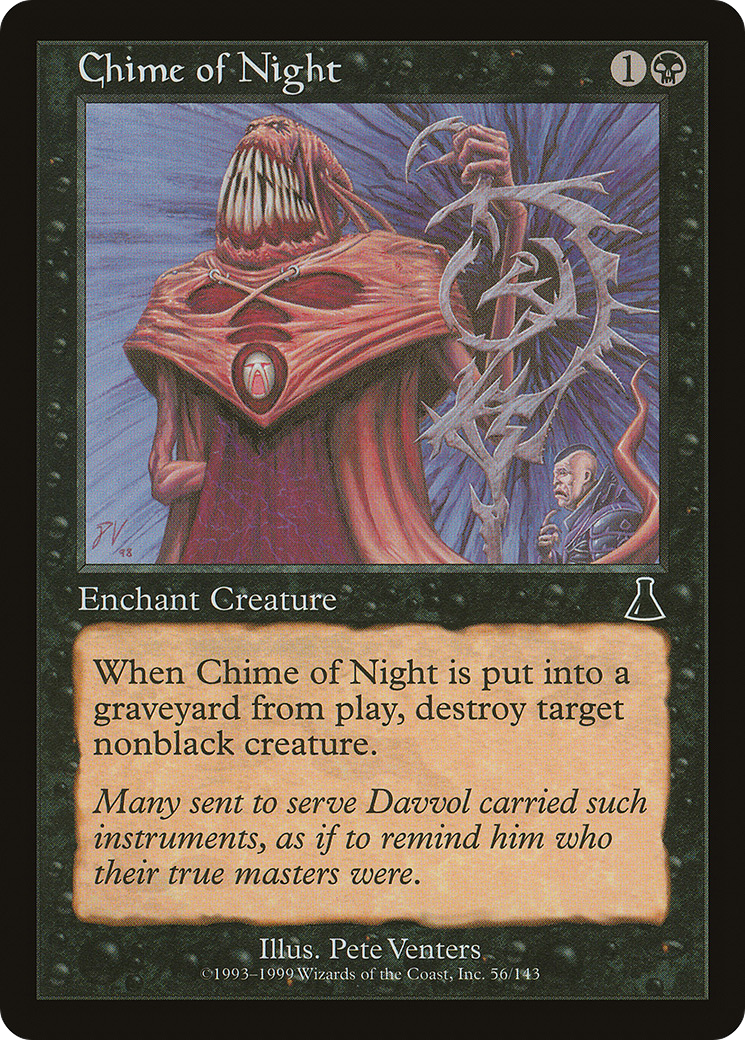 Chime of Night 1
PV
98
Enchant Creature
When Chime of Night is put into a
graveyard from play, destroy target
nonblack creature.
Many sent to serve Davvol carried such
instruments, as if to remind him who
their true masters were.
Illus. Pete Venters
©1993–1999 Wizards of the Coast, Inc. 56/143